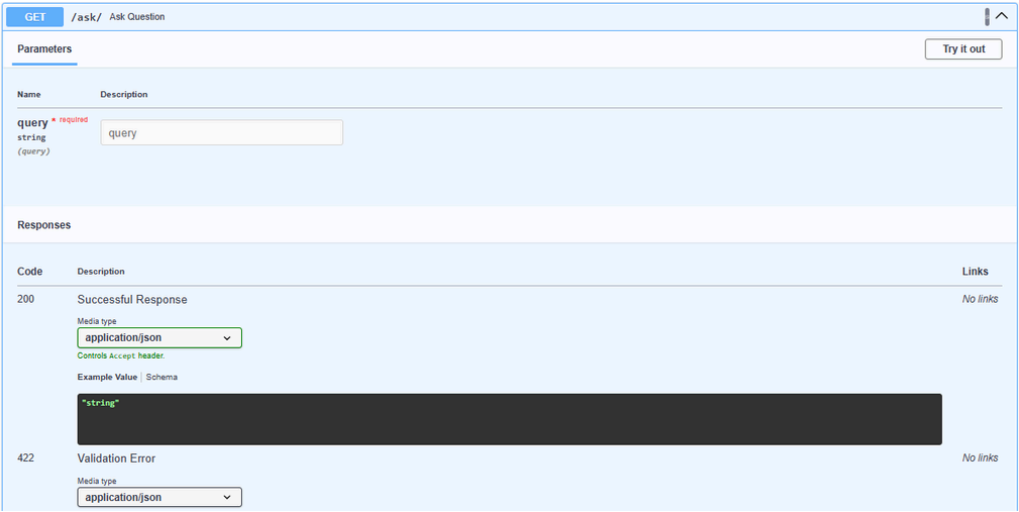 GET /ask/ Ask Question
Parameters Try it out
Name Description
query * required
string
(query)
query
Responses
Code Description Links
200 Successful Response No links
Media type
application/json
Controls Accept header.
Example Value Schema
"string"
422 Validation Error No links
Media type
application/json